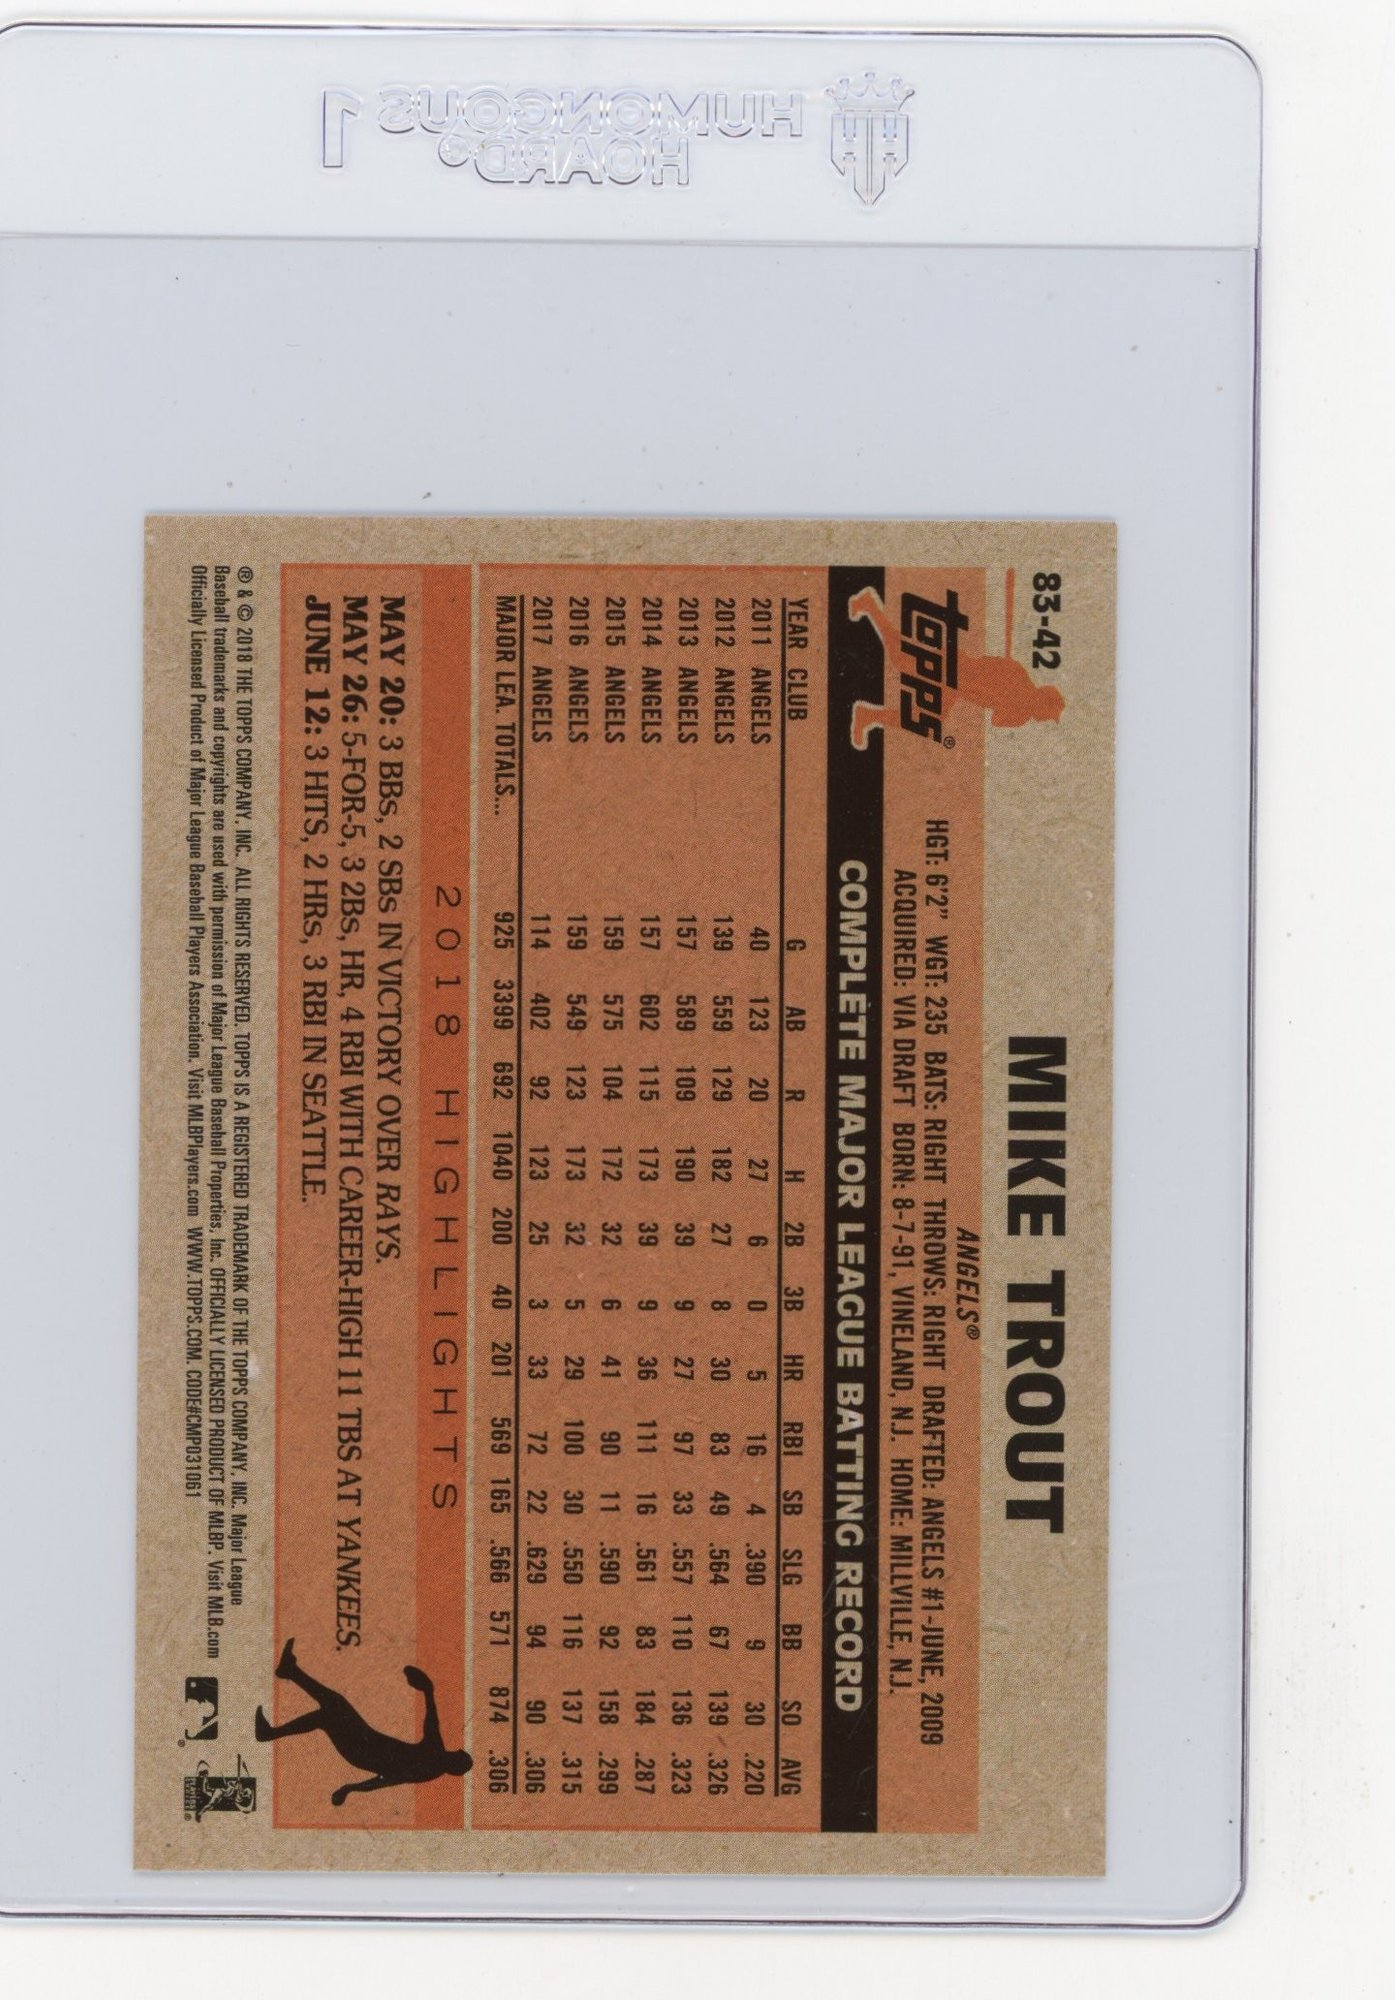 HUMONGOUS 1
HOARD®
83-42
MIKE TROUT
topps®
ANGELS®
HGT: 6'2" WGT: 235 BATS: RIGHT THROWS: RIGHT DRAFTED: ANGELS #1-JUNE, 2009
ACQUIRED: VIA DRAFT BORN: 8-7-91, VINELAND, N.J. HOME: MILLVILLE, N.J.
COMPLETE MAJOR LEAGUE BATTING RECORD
YEAR CLUB G AB R H 2B 3B HR RBI SB SLG BB SO AVG
2011 ANGELS 40 123 20 27 6 0 5 16 4 .390 9 30 .220
2012 ANGELS 139 559 129 182 27 8 30 83 49 .564 67 139 .326
2013 ANGELS 157 589 109 190 39 9 27 97 33 .557 110 136 .323
2014 ANGELS 157 602 115 173 39 9 36 111 16 .561 83 184 .287
2015 ANGELS 159 575 104 172 32 6 41 90 11 .590 92 158 .299
2016 ANGELS 159 549 123 173 32 5 29 100 30 .550 116 137 .315
2017 ANGELS 114 402 92 123 25 3 33 72 22 .629 94 90 .306
MAJOR LEA. TOTALS... 925 3399 692 1040 200 40 201 569 165 .566 571 874 .306
2018 HIGHLIGHTS
MAY 20: 3 BBs, 2 SBs IN VICTORY OVER RAYS.
MAY 26: 5-FOR-5, 3 2Bs, HR, 4 RBI WITH CAREER-HIGH 11 TBS AT YANKEES.
JUNE 12: 3 HITS, 2 HRs, 3 RBI IN SEATTLE.
® & © 2018 THE TOPPS COMPANY, INC. ALL RIGHTS RESERVED. TOPPS IS A REGISTERED TRADEMARK OF THE TOPPS COMPANY, INC. Major League
Baseball trademarks and copyrights are used with permission of Major League Baseball Properties, Inc. OFFICIALLY LICENSED PRODUCT OF MLBP. Visit MLB.com
Officially Licensed Product of Major League Baseball Players Association. Visit MLBPlayers.com WWW.TOPPS.COM. CODE#CMP031061